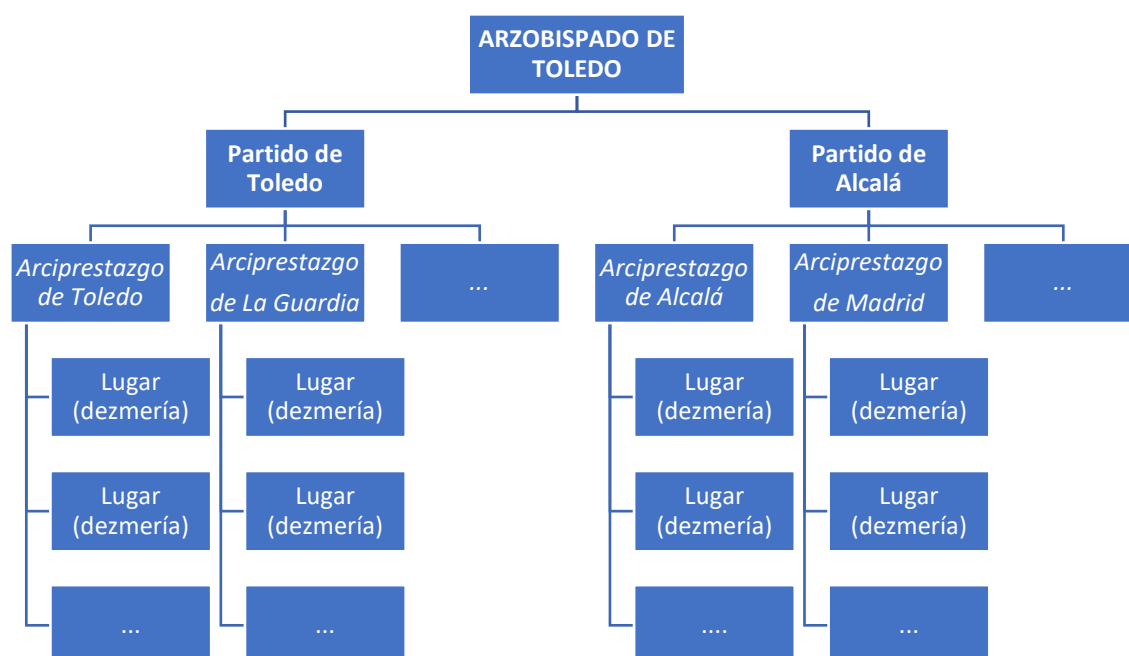 ARZOBISPADO DE
TOLEDO
Partido de
Toledo
Partido de
Alcalá
Arciprestazgo
de Toledo
Arciprestazgo
de La Guardia
...
Arciprestazgo
de Alcalá
Arciprestazgo
de Madrid
...
Lugar
(dezmería)
Lugar
(dezmería)
Lugar
(dezmería)
Lugar
(dezmería)
Lugar
(dezmería)
Lugar
(dezmería)
Lugar
(dezmería)
Lugar
(dezmería)
...
...
....
...